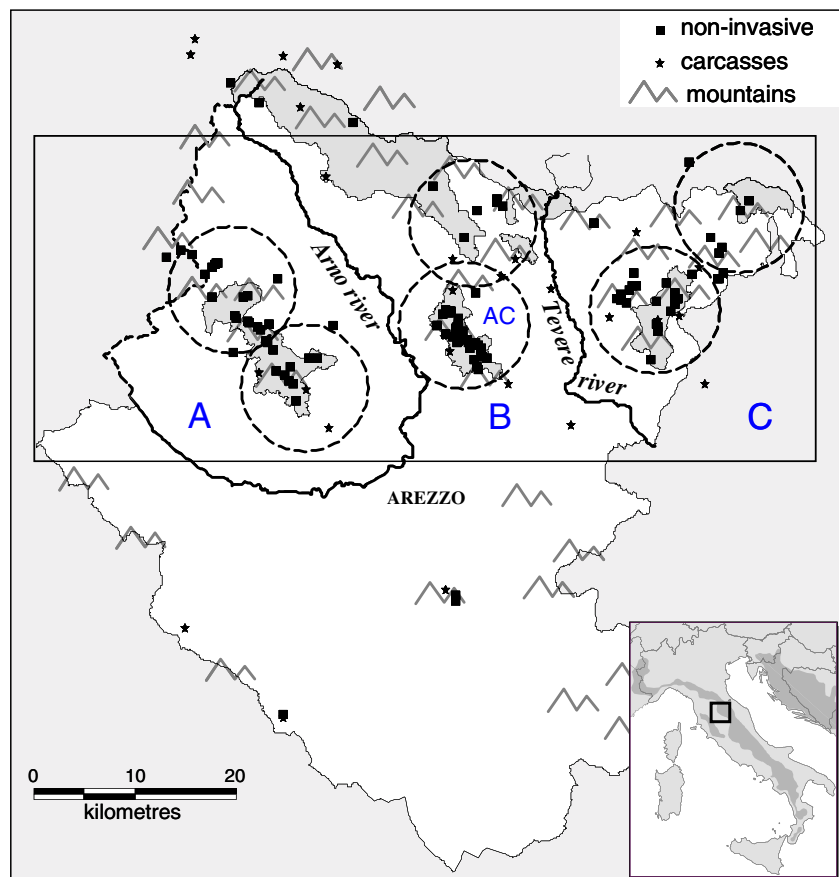 non-invasive
carcasses
mountains
Arno river
AC
Tevere
river
A
B
C
AREZZO
0 10 20
kilometres